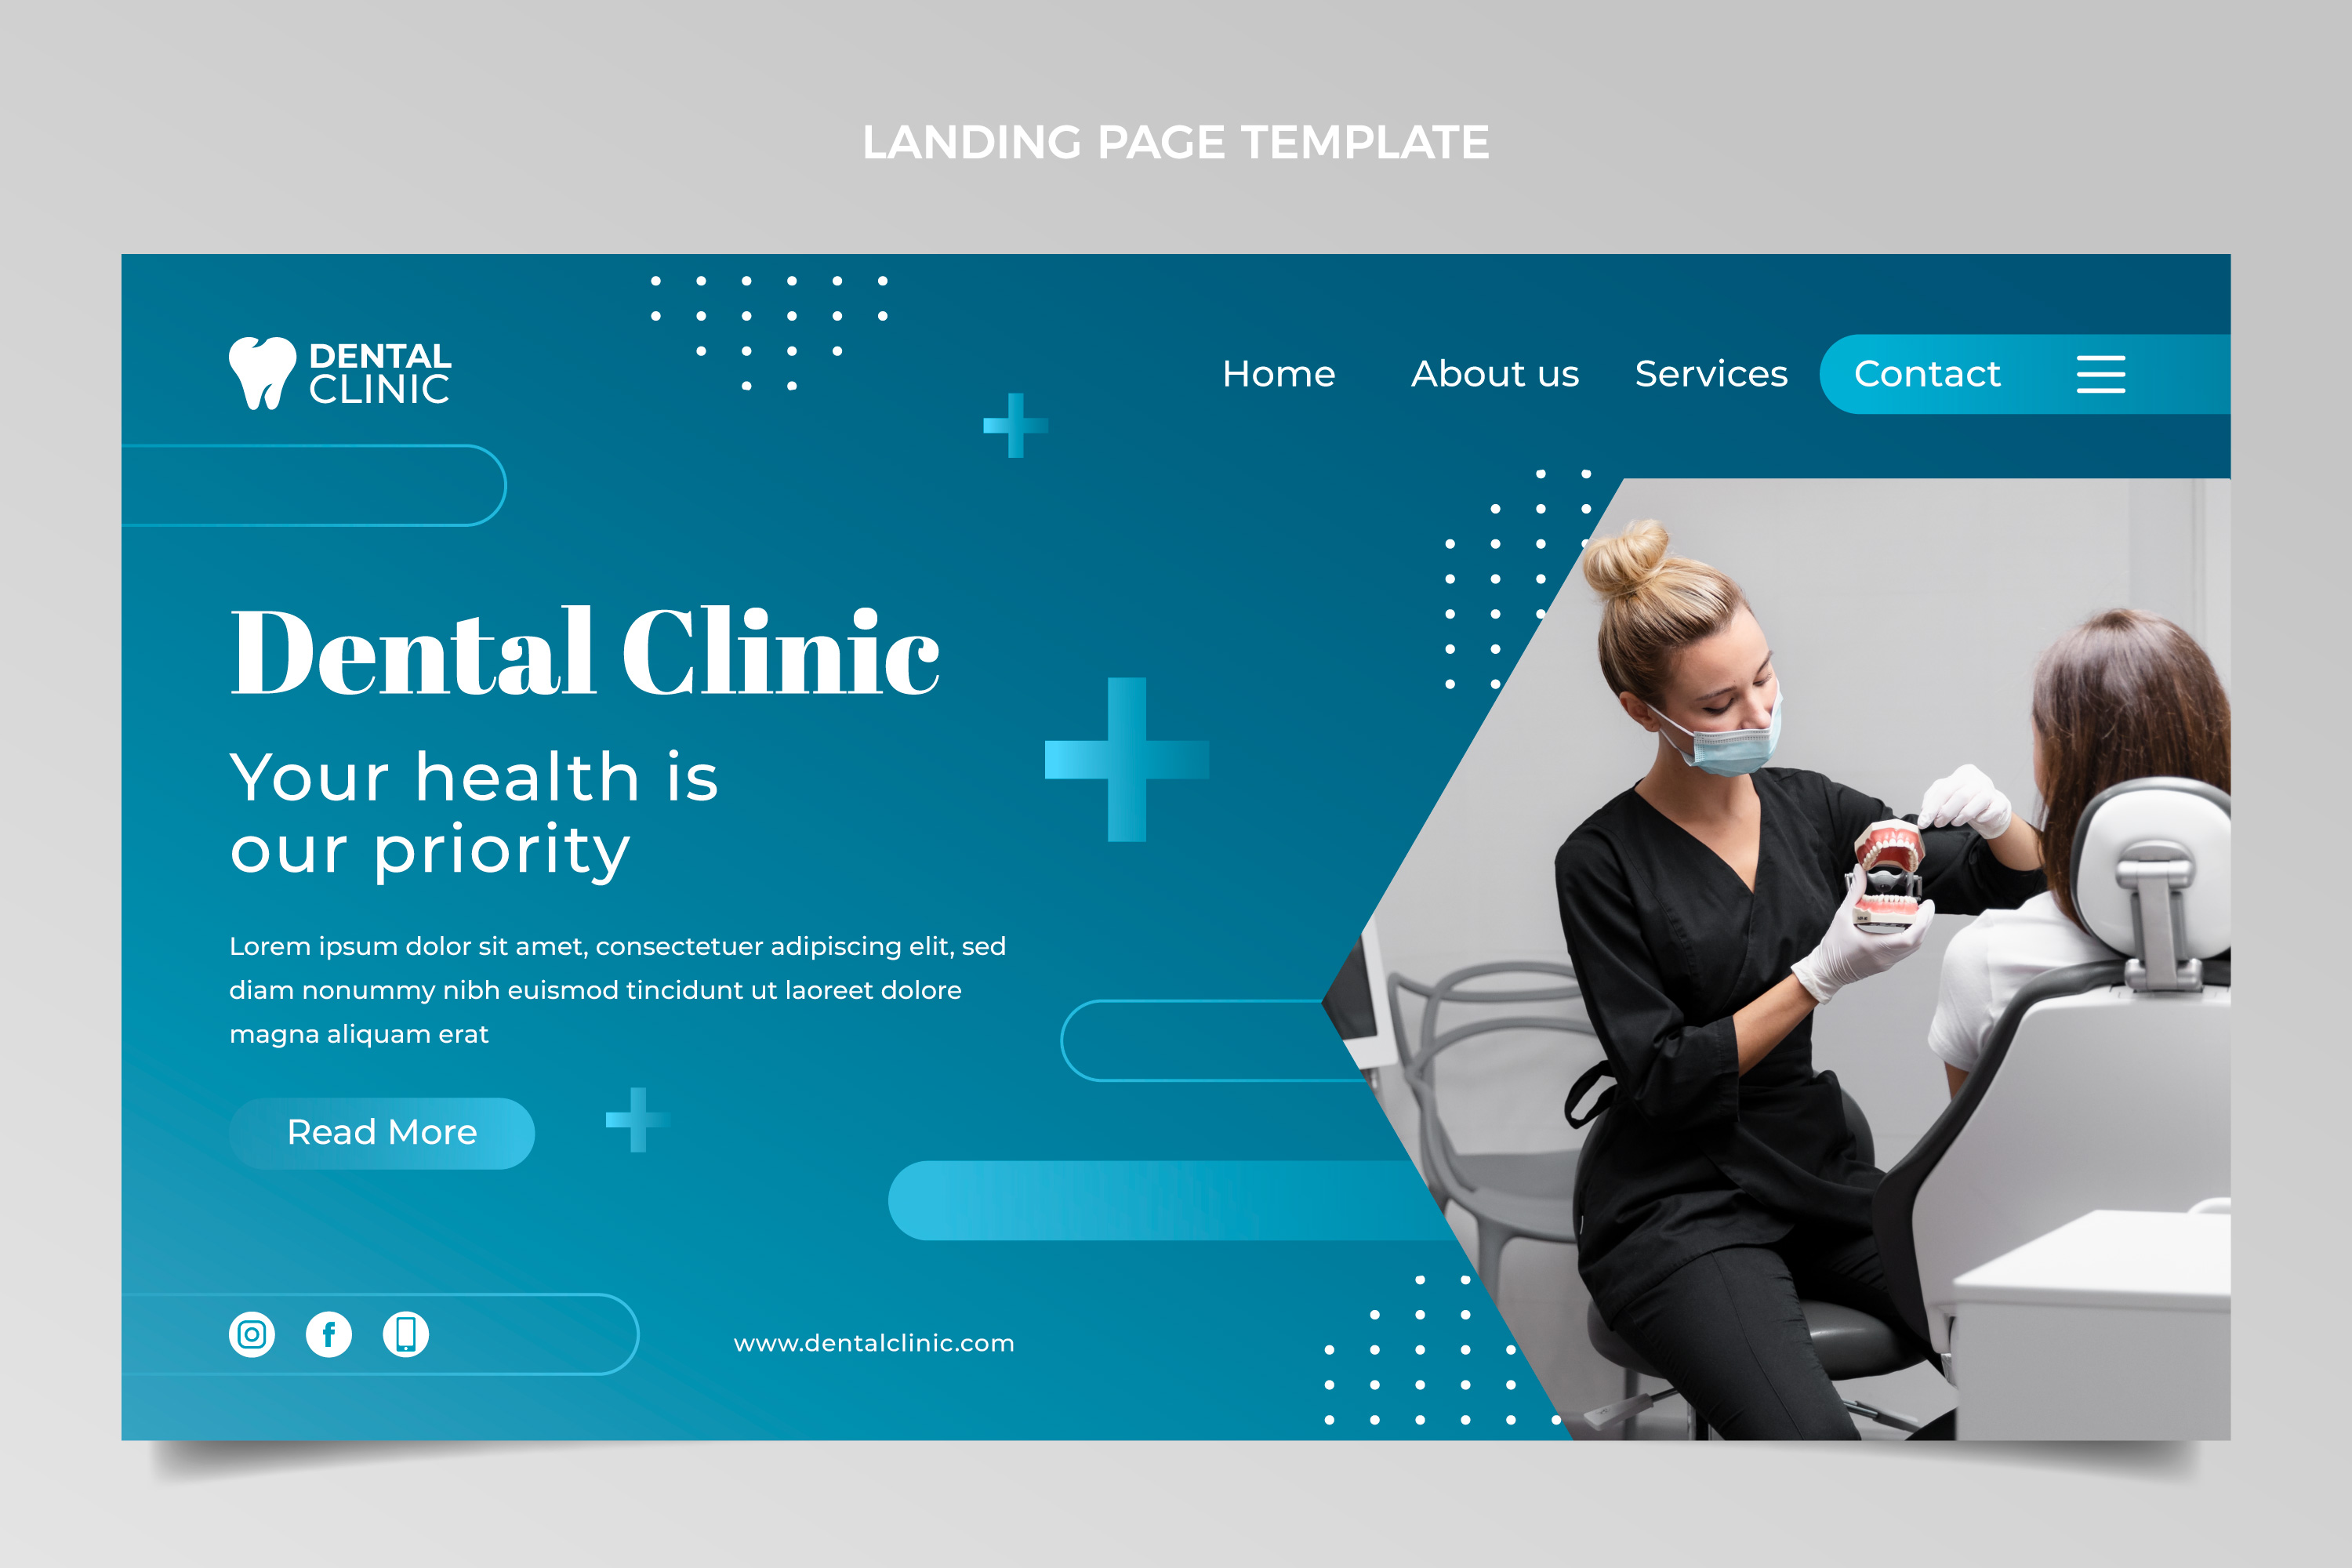 LANDING PAGE TEMPLATE
DENTAL
CLINIC
Home About us Services Contact
Dental Clinic
Your health is
our priority
Lorem ipsum dolor sit amet, consectetuer adipiscing elit, sed
diam nonummy nibh euismod tincidunt ut laoreet dolore
magna aliquam erat
Read More
www.dentalclinic.com